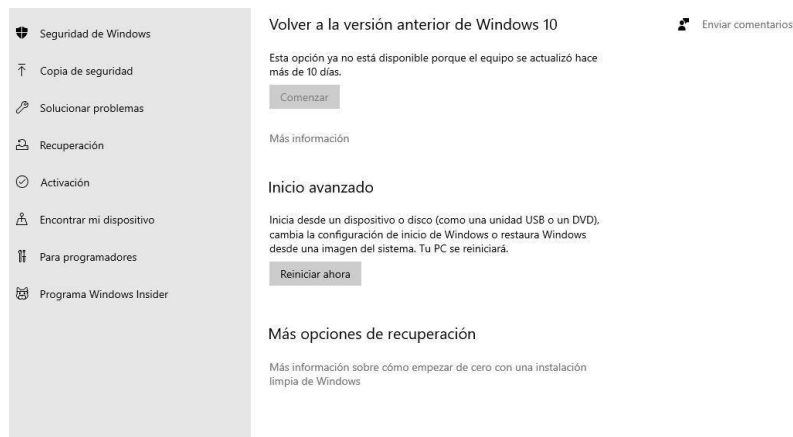 Seguridad de Windows
Copia de seguridad
Solucionar problemas
Recuperación
Activación
Encontrar mi dispositivo
Para programadores
Programa Windows Insider
Volver a la versión anterior de Windows 10
Esta opción ya no está disponible porque el equipo se actualizó hace
más de 10 días.
Comenzar
Más información
Inicio avanzado
Inicia desde un dispositivo o disco (como una unidad USB o un DVD),
cambia la configuración de inicio de Windows o restaura Windows
desde una imagen del sistema. Tu PC se reiniciará.
Reiniciar ahora
Más opciones de recuperación
Más información sobre cómo empezar de cero con una instalación
limpia de Windows
Enviar comentarios